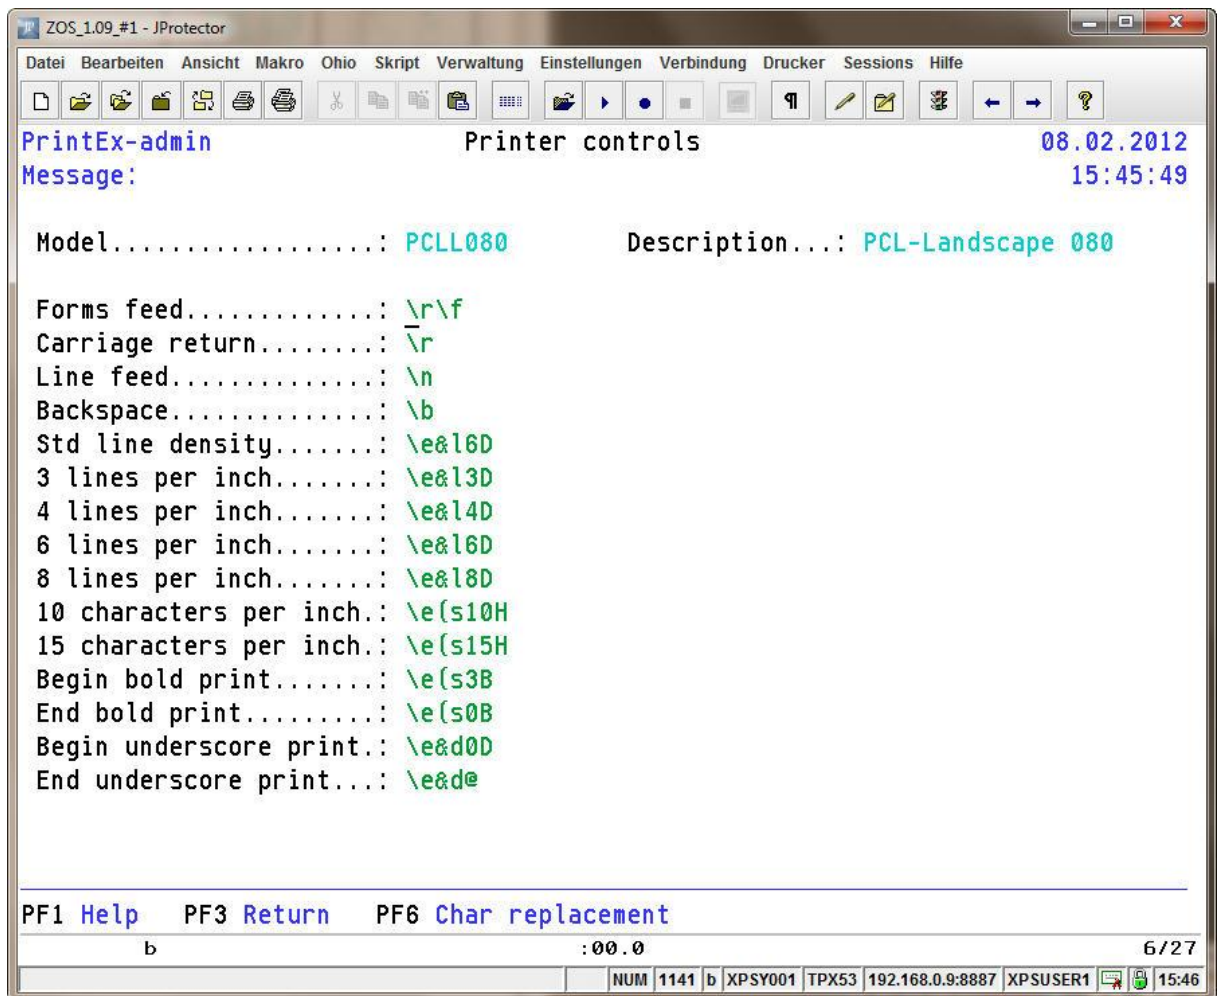 ZOS_1.09_#1 - JProtector
Datei Bearbeiten Ansicht Makro Ohio Skript Verwaltung Einstellungen Verbindung Drucker Sessions Hilfe
PrintEx-admin Printer controls 08.02.2012
Message: 15:45:49
Model..................: PCLL080 Description...: PCL-Landscape 080
Forms feed.............: \r\f
Carriage return........: \r
Line feed..............: \n
Backspace..............: \b
Std line density.......: \e&l6D
3 lines per inch.......: \e&l3D
4 lines per inch.......: \e&l4D
6 lines per inch.......: \e&l6D
8 lines per inch.......: \e&l8D
10 characters per inch.: \e(s10H
15 characters per inch.: \e(s15H
Begin bold print.......: \e(s3B
End bold print.........: \e(s0B
Begin underscore print.: \e&d0D
End underscore print...: \e&d@
PF1 Help PF3 Return PF6 Char replacement
b :00.0 6/27
NUM 1141 b XPSY001 TPX53 192.168.0.9:8887 XPSUSER1 15:46